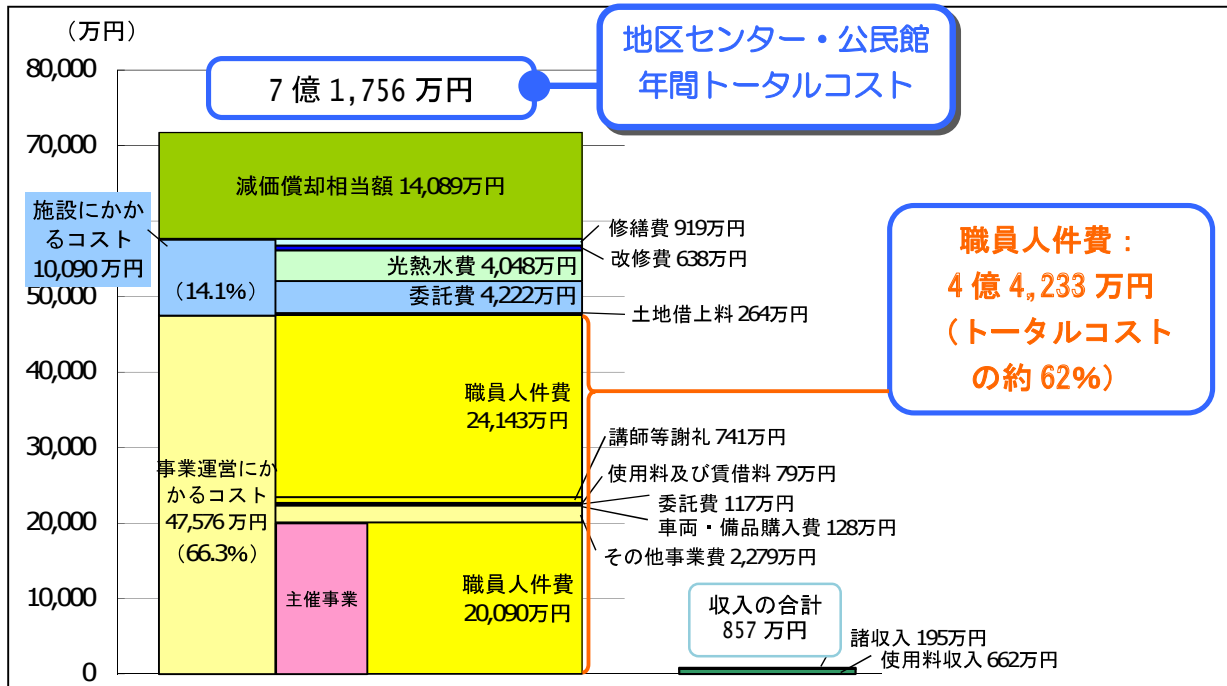 （万円）
地区センター・公民館
年間トータルコスト
7 億 1,756 万円
80,000
70,000
60,000
50,000
40,000
30,000
20,000
10,000
0
減価償却相当額 14,089万円
施設にかか
るコスト
10,090 万円
（14.1%）
修繕費 919万円
改修費 638万円
光熱水費 4,048万円
委託費 4,222万円
土地借上料 264万円
職員人件費：
4 億 4,233 万円
（トータルコスト
の約 62%）
職員人件費
24,143万円
講師等謝礼 741万円
使用料及び賃借料 79万円
委託費 117万円
車両・備品購入費 128万円
その他事業費 2,279万円
事業運営にか
かるコスト
47,576 万円
（66.3%）
主催事業
職員人件費
20,090万円
収入の合計
857 万円
諸収入 195万円
使用料収入 662万円